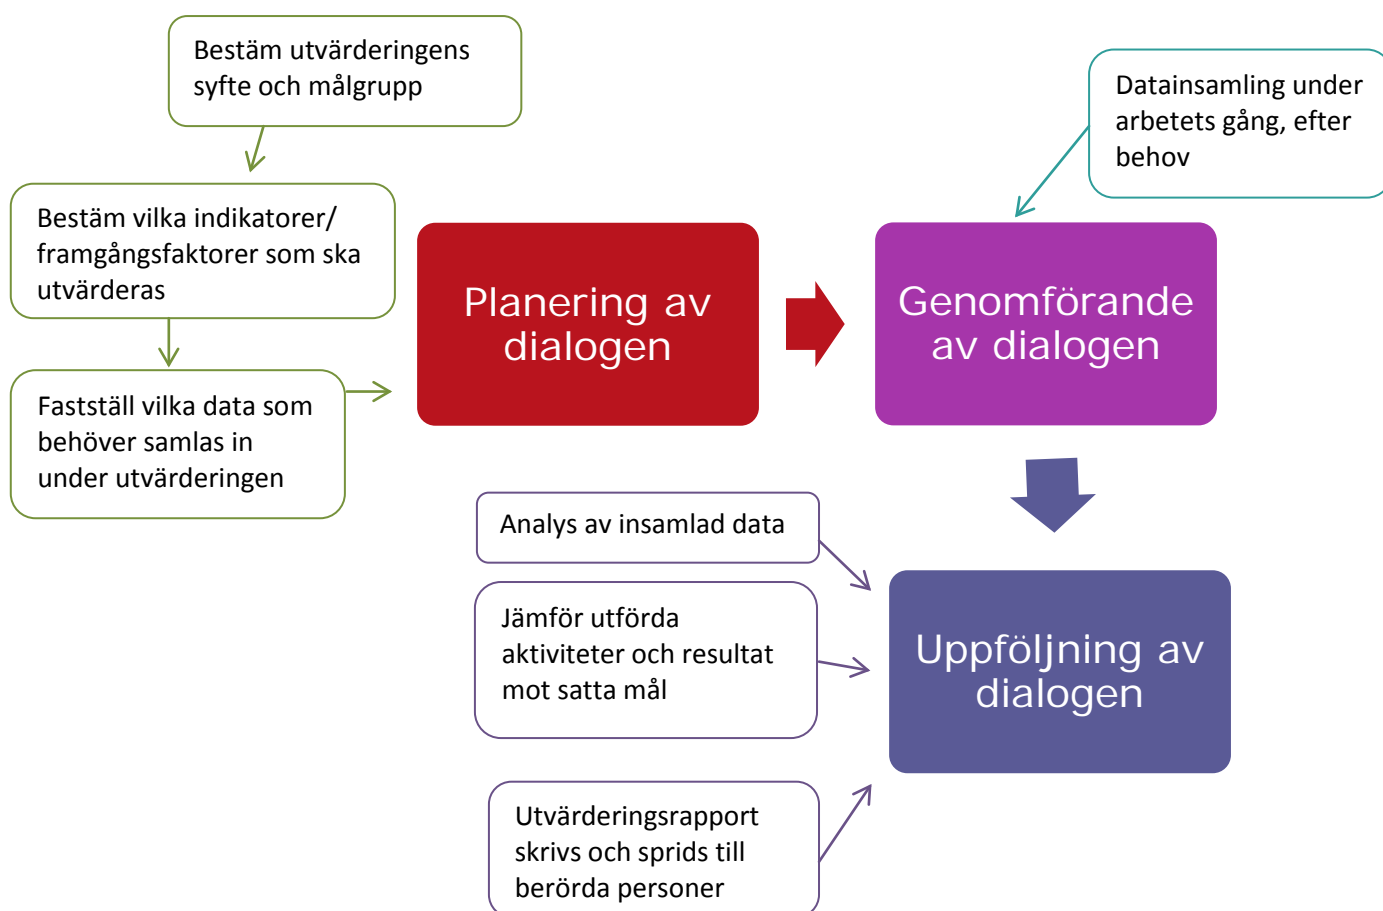 Bestäm utvärderingens
syfte och målgrupp
Bestäm vilka indikatorer/
framgångsfaktorer som ska
utvärderas
Fastställ vilka data som
behöver samlas in
under utvärderingen
Planering av
dialogen
Datainsamling under
arbetets gång, efter
behov
Genomförande
av dialogen
Analys av insamlad data
Jämför utförda
aktiviteter och resultat
mot satta mål
Utvärderingsrapport
skrivs och sprids till
berörda personer
Uppföljning av
dialogen